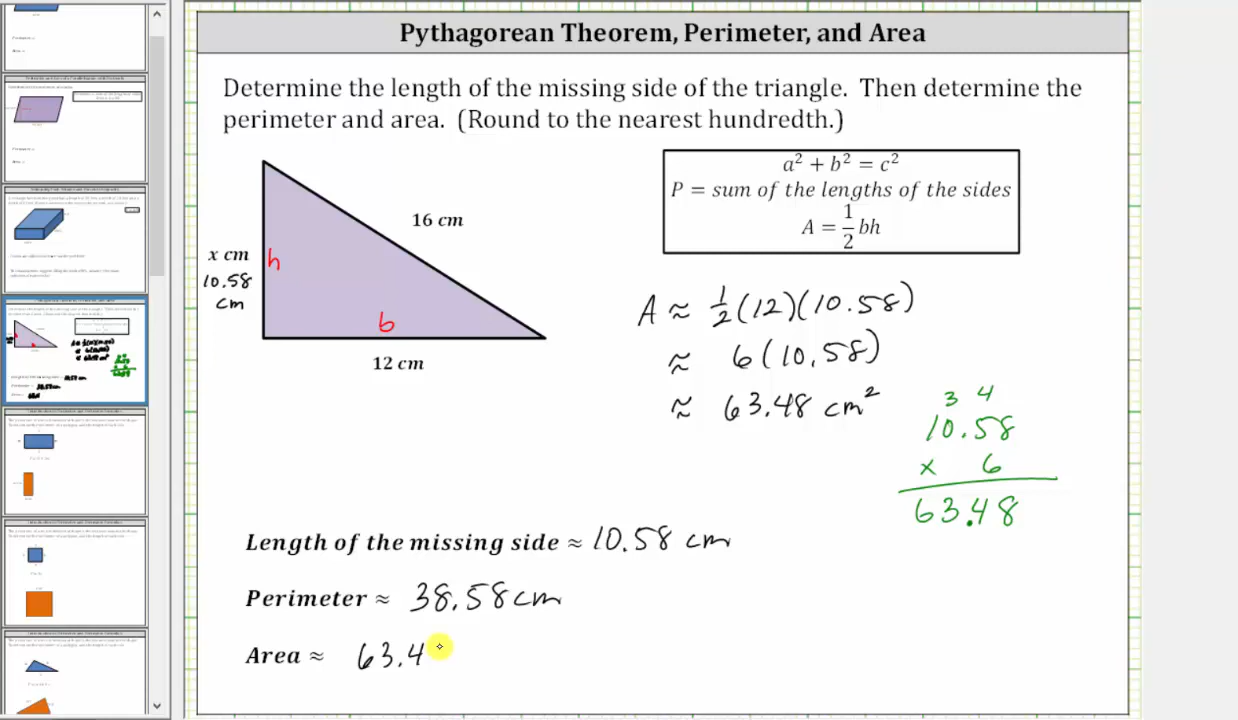 Pythagorean Theorem, Perimeter, and Area
Determine the length of the missing side of the triangle. Then determine the
perimeter and area. (Round to the nearest hundredth.)
a² + b² = c²
P = sum of the lengths of the sides
A = 1/2 bh
16 cm
x cm
h
10.58
cm
b
12 cm
A ≈ 1/2 (12)(10.58)
≈ 6(10.58)
≈ 63.48 cm²
3 4
10.58
x 6
63.48
Length of the missing side ≈ 10.58 cm
Perimeter ≈ 38.58 cm
Area ≈ 63.4